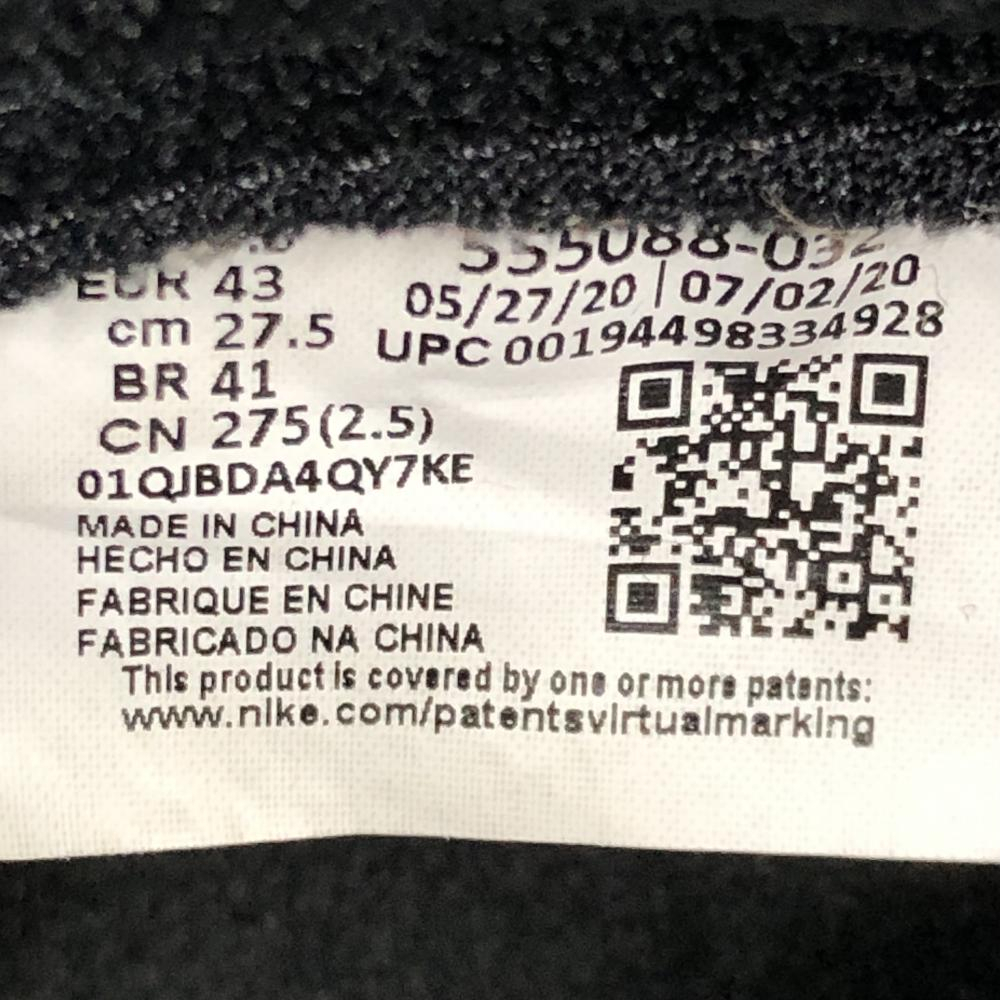 555088-032
EUR 43
05/27/20 | 07/02/20
cm 27.5
UPC 00194498334928
BR 41
CN 275(2.5)
01QJBDA4QY7KE
MADE IN CHINA
HECHO EN CHINA
FABRIQUE EN CHINE
FABRICADO NA CHINA
This product is covered by one or more patents:
www.nike.com/patentsvirtualmarking